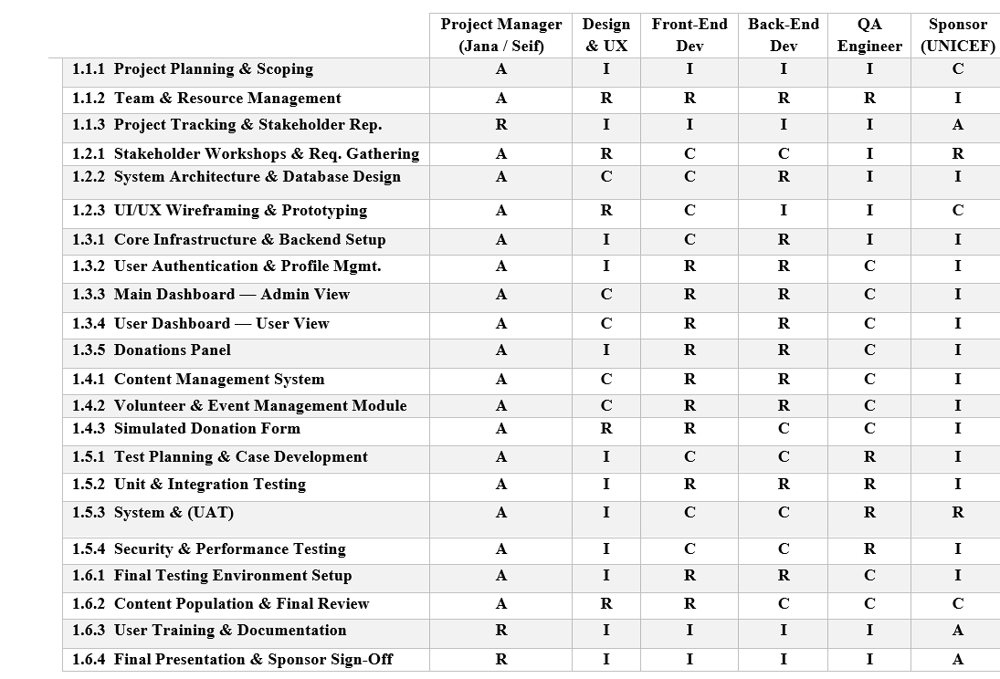 Project Manager (Jana / Seif) Design & UX Front-End Dev Back-End Dev QA Engineer Sponsor (UNICEF)
1.1.1 Project Planning & Scoping A I I I I C
1.1.2 Team & Resource Management A R R R R I
1.1.3 Project Tracking & Stakeholder Rep. R I I I I A
1.2.1 Stakeholder Workshops & Req. Gathering A R C C I R
1.2.2 System Architecture & Database Design A C C R I I
1.2.3 UI/UX Wireframing & Prototyping A R C I I C
1.3.1 Core Infrastructure & Backend Setup A I C R I I
1.3.2 User Authentication & Profile Mgmt. A I R R C I
1.3.3 Main Dashboard — Admin View A C R R C I
1.3.4 User Dashboard — User View A C R R C I
1.3.5 Donations Panel A I R R C I
1.4.1 Content Management System A C R R C I
1.4.2 Volunteer & Event Management Module A C R R C I
1.4.3 Simulated Donation Form A R R C C I
1.5.1 Test Planning & Case Development A I C C R I
1.5.2 Unit & Integration Testing A I R R R I
1.5.3 System & (UAT) A I C C R R
1.5.4 Security & Performance Testing A I C C R I
1.6.1 Final Testing Environment Setup A I R R C I
1.6.2 Content Population & Final Review A R R C C C
1.6.3 User Training & Documentation R I I I I A
1.6.4 Final Presentation & Sponsor Sign-Off R I I I I A